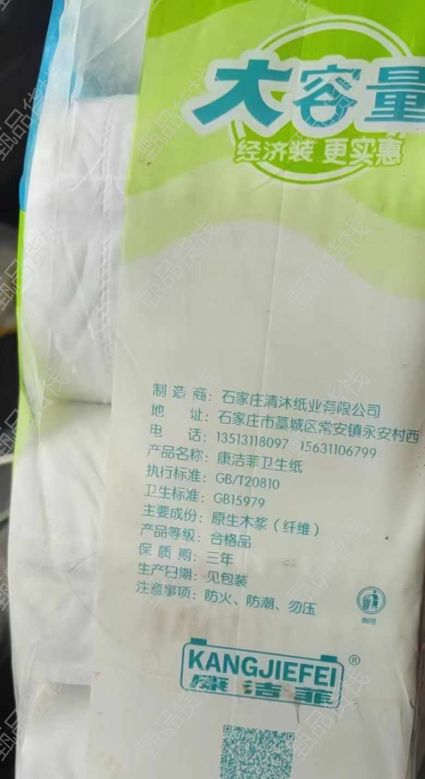 大容量
经济装 更实惠
制造商：石家庄清沐纸业有限公司
地 址：石家庄市藁城区常安镇永安村西
电 话：13513118097 15631106799
产品名称：康洁菲卫生纸
执行标准：GB/T20810
卫生标准：GB15979
主要成份：原生木浆（纤维）
产品等级：合格品
保 质 期：三年
生产日期：见包装
注意事项：防火、防潮、勿压
KANGJIEFEI®
康洁菲
甄品货栈